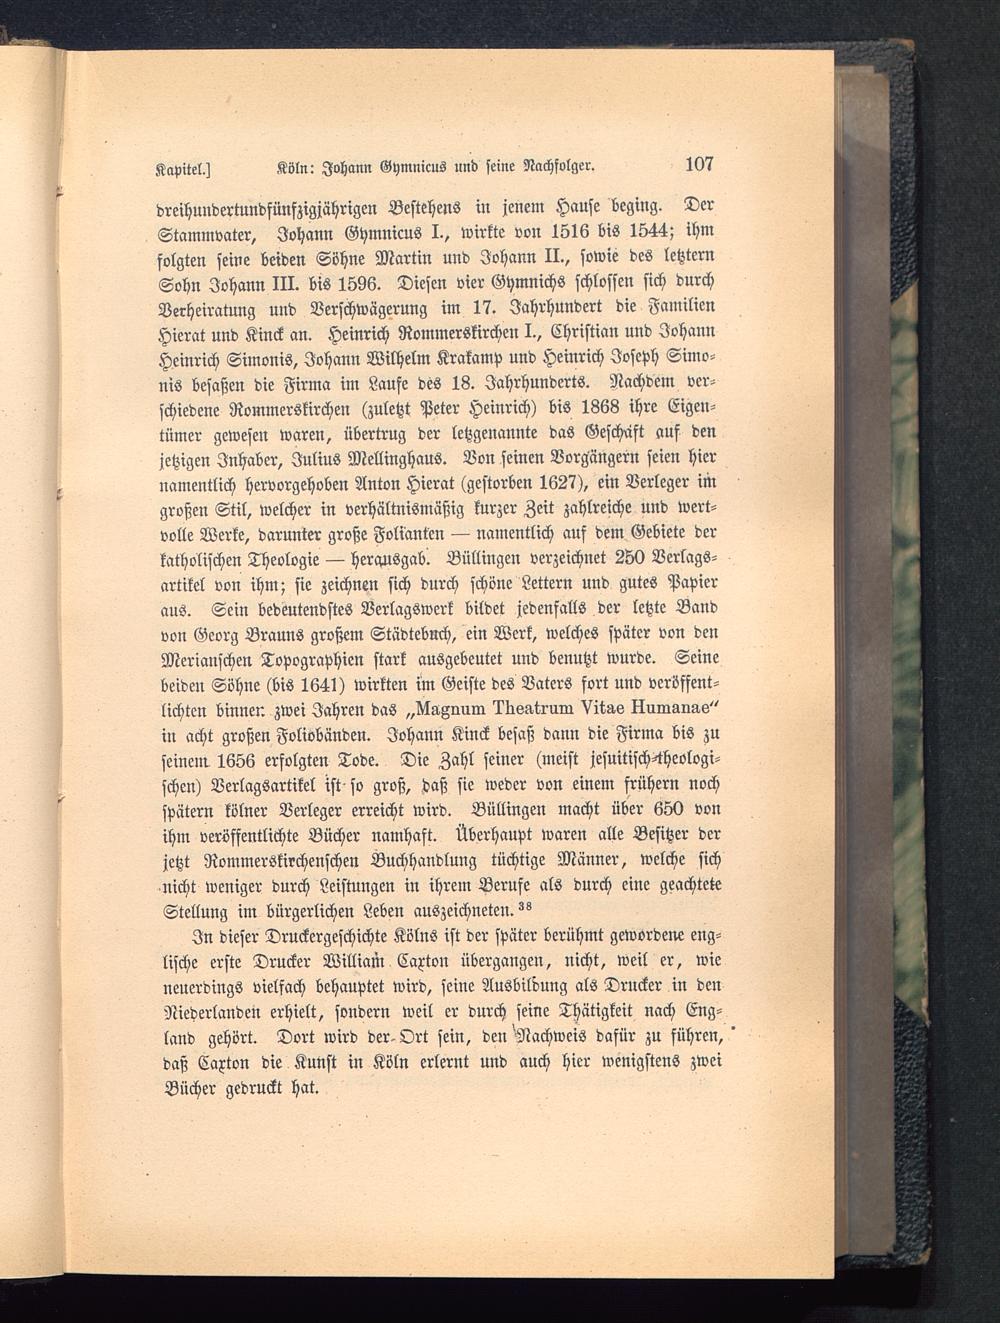 Kapitel.] Köln: Johann Gymnicus und seine Nachfolger. 107
dreihundertundfünfzigjährigen Bestehens in jenem Hause beging. Der
Stammvater, Johann Gymnicus I., wirkte von 1516 bis 1544; ihm
folgten seine beiden Söhne Martin und Johann II., sowie des letztern
Sohn Johann III. bis 1596. Diesen vier Gymnichs schlossen sich durch
Verheiratung und Verschwägerung im 17. Jahrhundert die Familien
Hierat und Kinck an. Heinrich Rommerskirchen I., Christian und Johann
Heinrich Simonis, Johann Wilhelm Krakamp und Heinrich Joseph Simo-
nis besaßen die Firma im Laufe des 18. Jahrhunderts. Nachdem ver-
schiedene Rommerskirchen (zuletzt Peter Heinrich) bis 1868 ihre Eigen-
tümer gewesen waren, übertrug der letzgenannte das Geschäft auf den
jetzigen Inhaber, Julius Mellinghaus. Von seinen Vorgängern seien hier
namentlich hervorgehoben Anton Hierat (gestorben 1627), ein Verleger im
großen Stil, welcher in verhältnismäßig kurzer Zeit zahlreiche und wert-
volle Werke, darunter große Folianten — namentlich auf dem Gebiete der
katholischen Theologie — herausgab. Büllingen verzeichnet 250 Verlags-
artikel von ihm; sie zeichnen sich durch schöne Lettern und gutes Papier
aus. Sein bedeutendstes Verlagswerk bildet jedenfalls der letzte Band
von Georg Brauns großem Städtebuch, ein Werk, welches später von den
Merianschen Topographien stark ausgebeutet und benutzt wurde. Seine
beiden Söhne (bis 1641) wirkten im Geiste des Vaters fort und veröffent-
lichten binnen zwei Jahren das „Magnum Theatrum Vitae Humanae“
in acht großen Foliobänden. Johann Kinck besaß dann die Firma bis zu
seinem 1656 erfolgten Tode. Die Zahl seiner (meist jesuitisch-theologi-
schen) Verlagsartikel ist so groß, daß sie weder von einem frühern noch
spätern kölner Verleger erreicht wird. Büllingen macht über 650 von
ihm veröffentlichte Bücher namhaft. Überhaupt waren alle Besitzer der
jetzt Rommerskirchenschen Buchhandlung tüchtige Männer, welche sich
nicht weniger durch Leistungen in ihrem Berufe als durch eine geachtete
Stellung im bürgerlichen Leben auszeichneten.³⁸
In dieser Druckergeschichte Kölns ist der später berühmt gewordene eng-
lische erste Drucker William Caxton übergangen, nicht, weil er, wie
neuerdings vielfach behauptet wird, seine Ausbildung als Drucker in den
Niederlanden erhielt, sondern weil er durch seine Thätigkeit nach Eng-
land gehört. Dort wird der Ort sein, den Nachweis dafür zu führen,
daß Caxton die Kunst in Köln erlernt und auch hier wenigstens zwei
Bücher gedruckt hat.